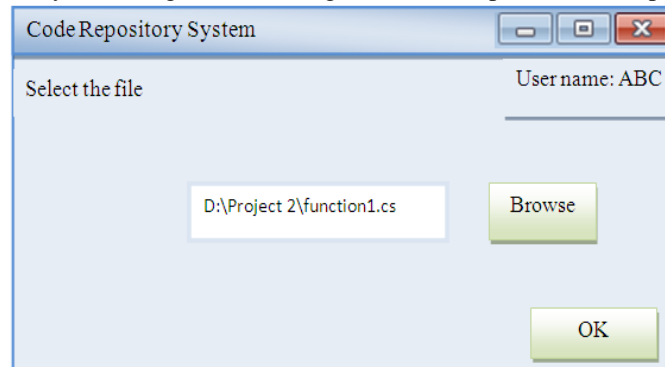 Code Repository System
Select the file
User name: ABC
D:\Project 2\function1.cs
Browse
OK